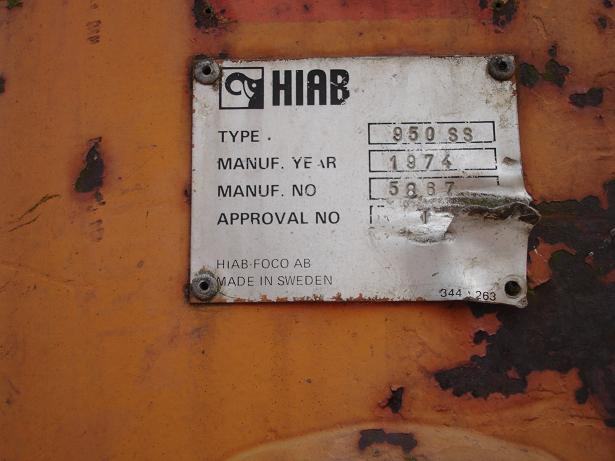 HIAB
TYPE 950 SS
MANUF. YEAR 1974
MANUF. NO 5867
APPROVAL NO
HIAB-FOCO AB
MADE IN SWEDEN
344 263